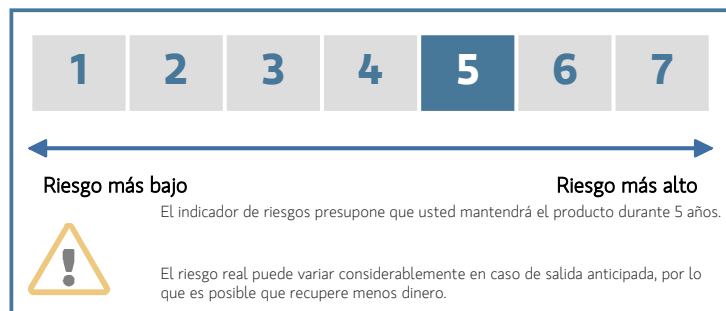 1 2 3 4 5 6 7
Riesgo más bajo Riesgo más alto
El indicador de riesgos presupone que usted mantendrá el producto durante 5 años.
El riesgo real puede variar considerablemente en caso de salida anticipada, por lo
que es posible que recupere menos dinero.